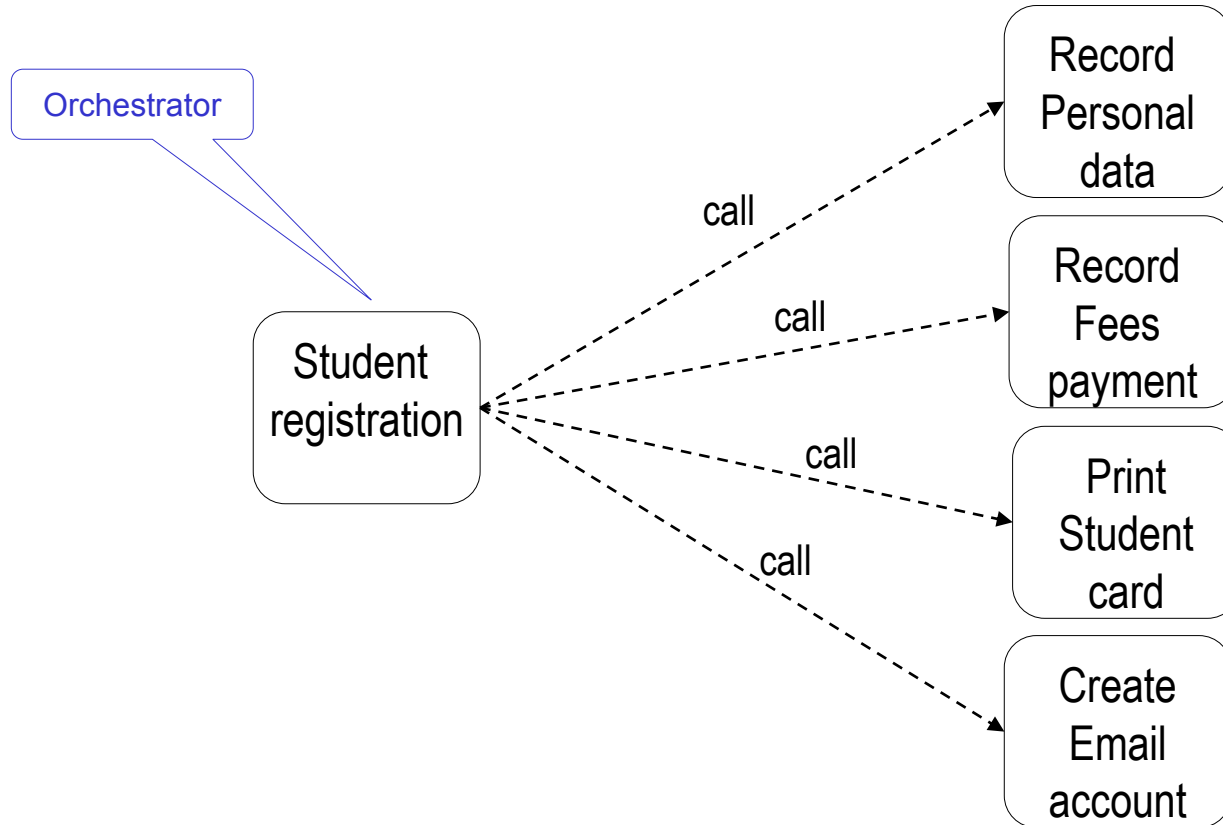 Orchestrator
Student
registration
call
call
call
call
Record
Personal
data
Record
Fees
payment
Print
Student
card
Create
Email
account